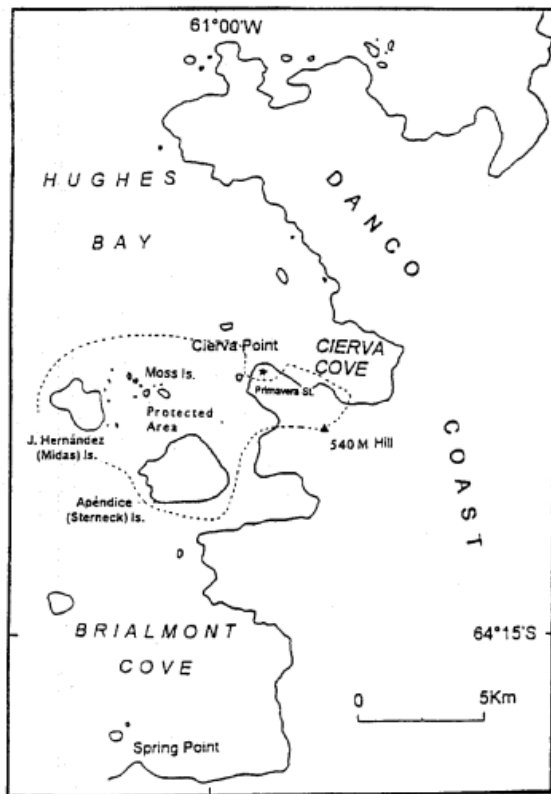 61°00'W
HUGHES
BAY
DANCO
Cierva Point
CIERVA
COVE
Moss Is.
Primavera St.
Protected
Area
J. Hernández
(Midas) Is.
540 M Hill
COAST
Apéndice
(Sterneck) Is.
BRIALMONT
COVE
64°15'S
0 5Km
Spring Point